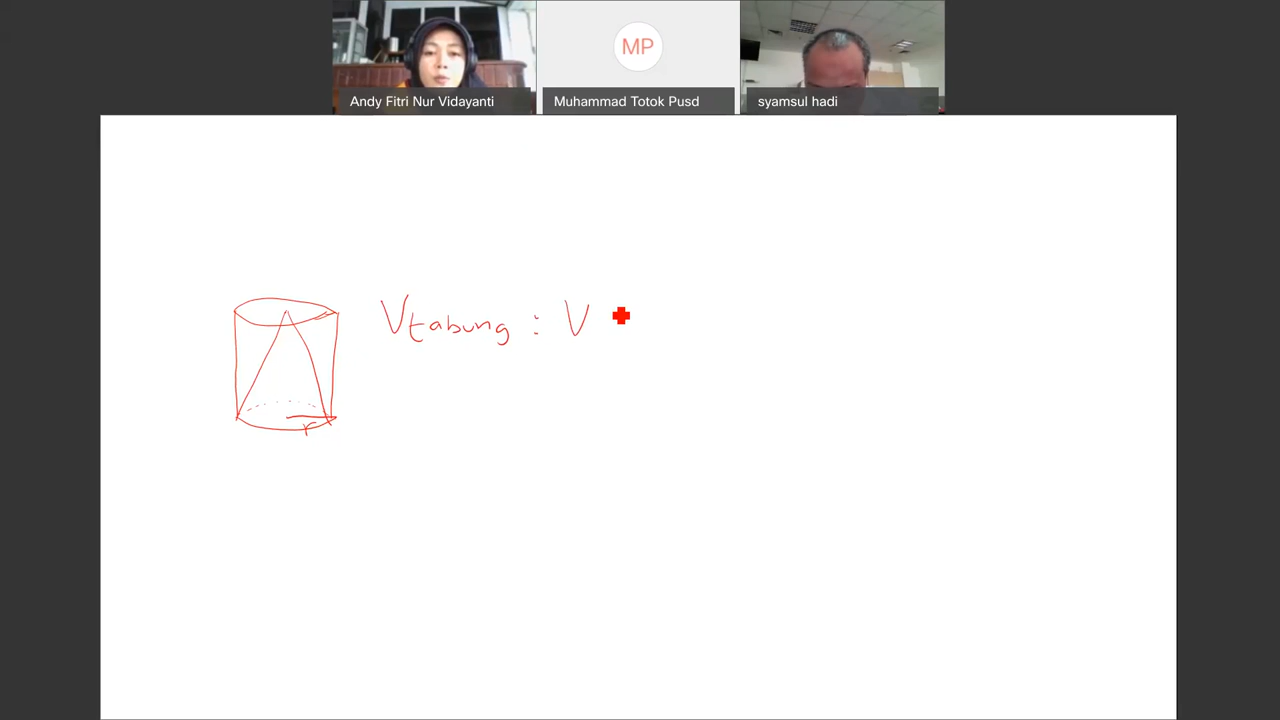 Andy Fitri Nur Vidayanti
MP
Muhammad Totok Pusd
syamsul hadi
Vtabung : V
r